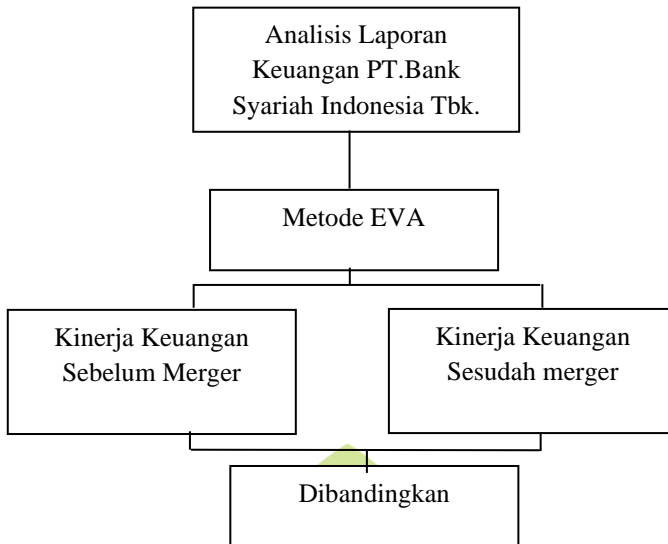 Analisis Laporan
Keuangan PT.Bank
Syariah Indonesia Tbk.
Metode EVA
Kinerja Keuangan
Sebelum Merger
Kinerja Keuangan
Sesudah merger
Dibandingkan